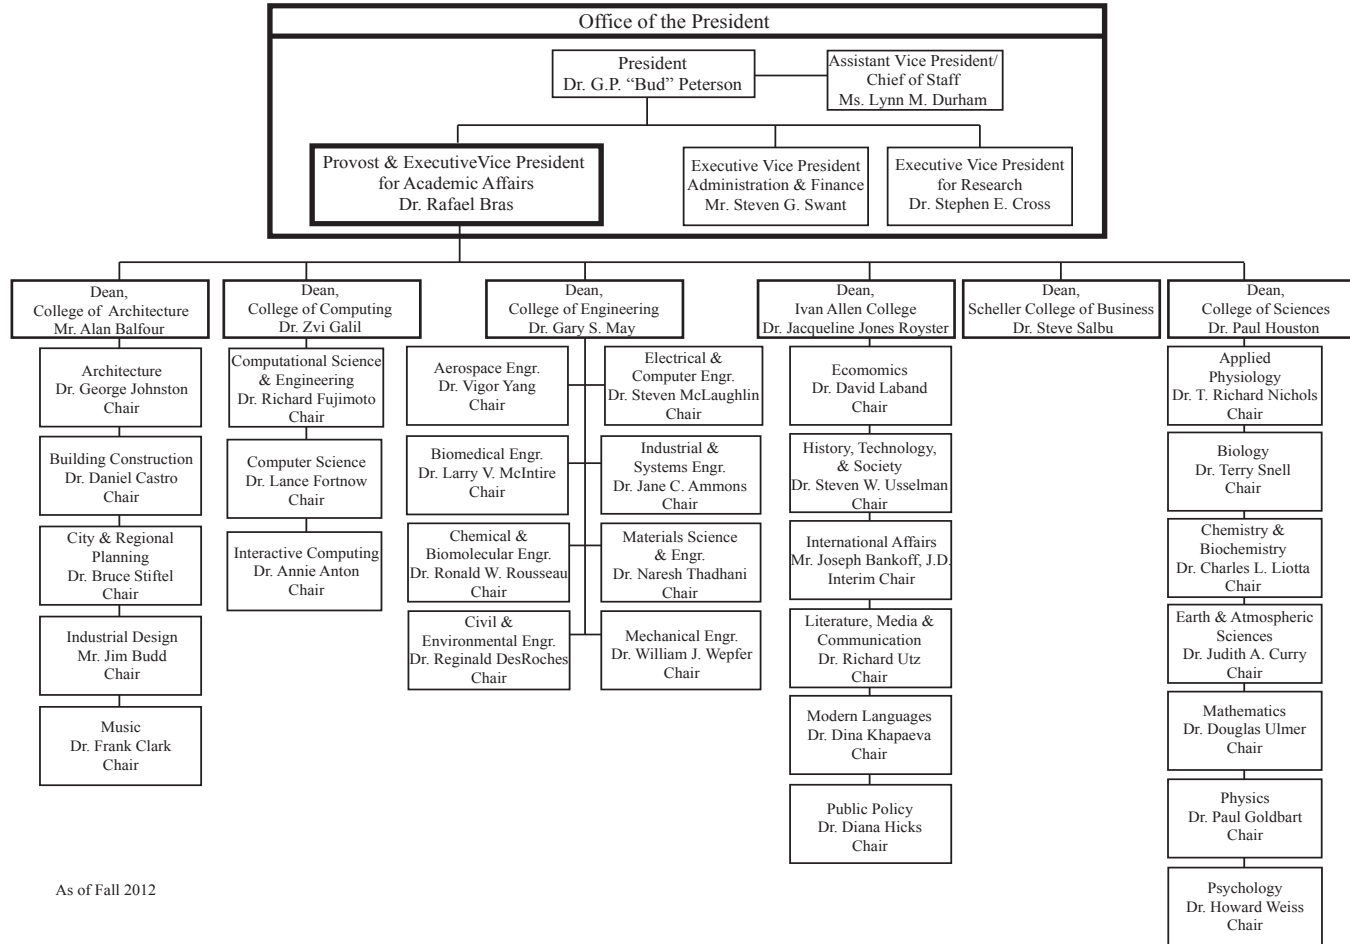 Office of the President
President
Dr. G.P. “Bud” Peterson
Assistant Vice President/
Chief of Staff
Ms. Lynn M. Durham
Provost & ExecutiveVice President
for Academic Affairs
Dr. Rafael Bras
Executive Vice President
Administration & Finance
Mr. Steven G. Swant
Executive Vice President
for Research
Dr. Stephen E. Cross
Dean,
College of Architecture
Mr. Alan Balfour
Architecture
Dr. George Johnston
Chair
Building Construction
Dr. Daniel Castro
Chair
City & Regional
Planning
Dr. Bruce Stiftel
Chair
Industrial Design
Mr. Jim Budd
Chair
Music
Dr. Frank Clark
Chair
Dean,
College of Computing
Dr. Zvi Galil
Computational Science
& Engineering
Dr. Richard Fujimoto
Chair
Computer Science
Dr. Lance Fortnow
Chair
Interactive Computing
Dr. Annie Anton
Chair
Dean,
College of Engineering
Dr. Gary S. May
Aerospace Engr.
Dr. Vigor Yang
Chair
Electrical &
Computer Engr.
Dr. Steven McLaughlin
Chair
Biomedical Engr.
Dr. Larry V. McIntire
Chair
Industrial &
Systems Engr.
Dr. Jane C. Ammons
Chair
Chemical &
Biomolecular Engr.
Dr. Ronald W. Rousseau
Chair
Materials Science
& Engr.
Dr. Naresh Thadhani
Chair
Civil &
Environmental Engr.
Dr. Reginald DesRoches
Chair
Mechanical Engr.
Dr. William J. Wepfer
Chair
Dean,
Ivan Allen College
Dr. Jacqueline Jones Royster
Ecomomics
Dr. David Laband
Chair
History, Technology,
& Society
Dr. Steven W. Usselman
Chair
International Affairs
Mr. Joseph Bankoff, J.D.
Interim Chair
Literature, Media &
Communication
Dr. Richard Utz
Chair
Modern Languages
Dr. Dina Khapaeva
Chair
Public Policy
Dr. Diana Hicks
Chair
Dean,
Scheller College of Business
Dr. Steve Salbu
Dean,
College of Sciences
Dr. Paul Houston
Applied
Physiology
Dr. T. Richard Nichols
Chair
Biology
Dr. Terry Snell
Chair
Chemistry &
Biochemistry
Dr. Charles L. Liotta
Chair
Earth & Atmospheric
Sciences
Dr. Judith A. Curry
Chair
Mathematics
Dr. Douglas Ulmer
Chair
Physics
Dr. Paul Goldbart
Chair
Psychology
Dr. Howard Weiss
Chair
As of Fall 2012